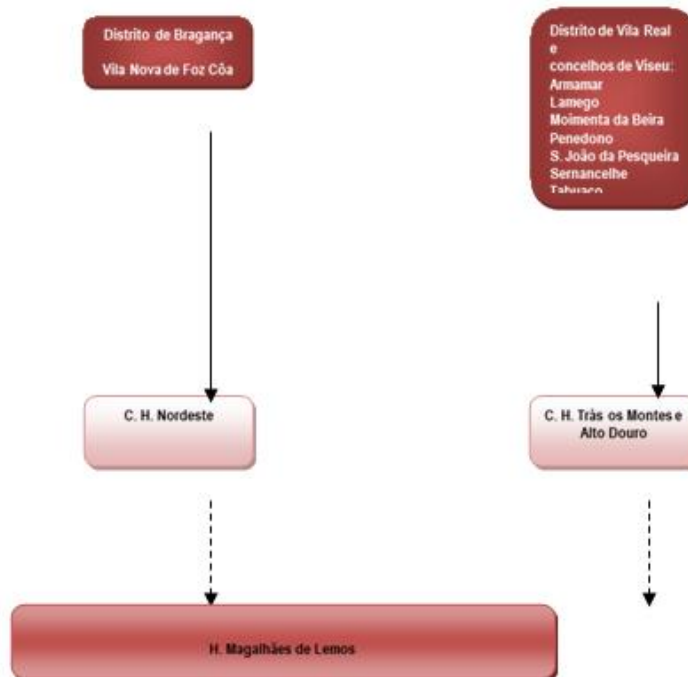 Distrito de Bragança
Vila Nova de Foz Côa
Distrito de Vila Real
e
concelhos de Viseu:
Armamar
Lamego
Moimenta da Beira
Penedono
S. João da Pesqueira
Sernancelhe
Tabuaço
C. H. Nordeste
C. H. Trás os Montes e
Alto Douro
H. Magalhães de Lemos